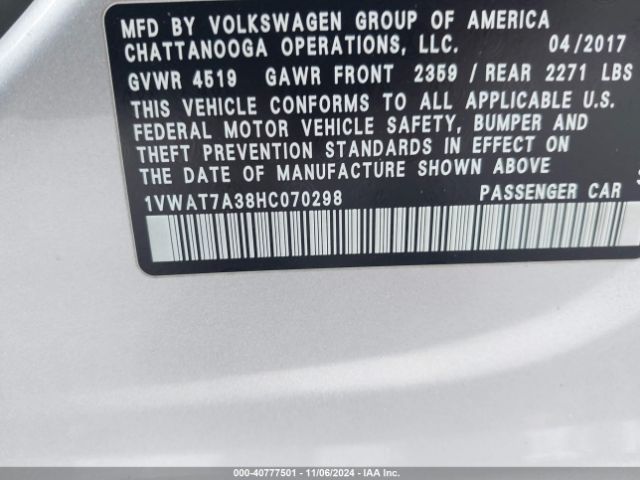 MFD BY VOLKSWAGEN GROUP OF AMERICA
CHATTANOOGA OPERATIONS, LLC. 04/2017
GVWR 4519 GAWR FRONT 2359 / REAR 2271 LBS
THIS VEHICLE CONFORMS TO ALL APPLICABLE U.S.
FEDERAL MOTOR VEHICLE SAFETY, BUMPER AND
THEFT PREVENTION STANDARDS IN EFFECT ON
THE DATE OF MANUFACTURE SHOWN ABOVE
1VWAT7A38HC070298 PASSENGER CAR
000-40777501 - 11/06/2024 - IAA Corp.